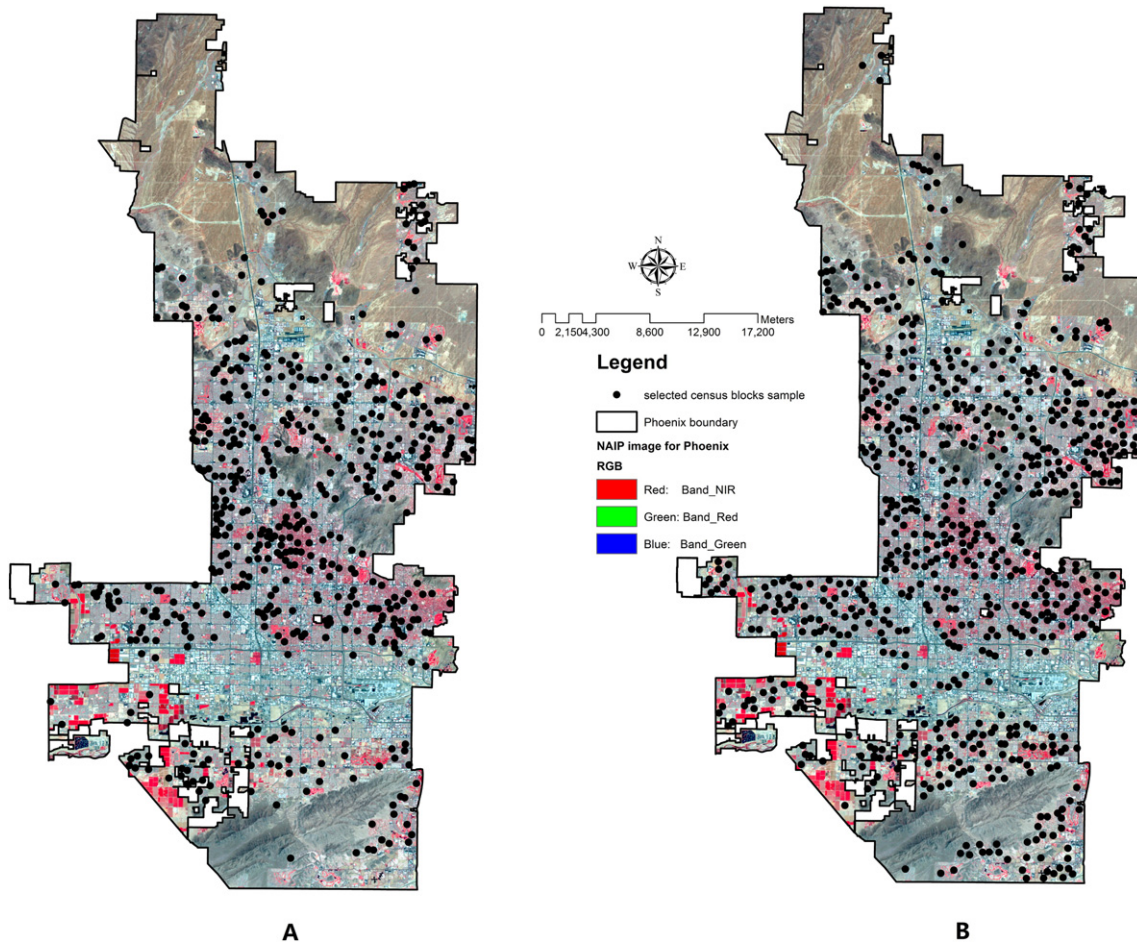 N
W E
S
Meters
0 2,1504,300 8,600 12,900 17,200
Legend
selected census blocks sample
Phoenix boundary
NAIP image for Phoenix
RGB
Red: Band_NIR
Green: Band_Red
Blue: Band_Green
A
B